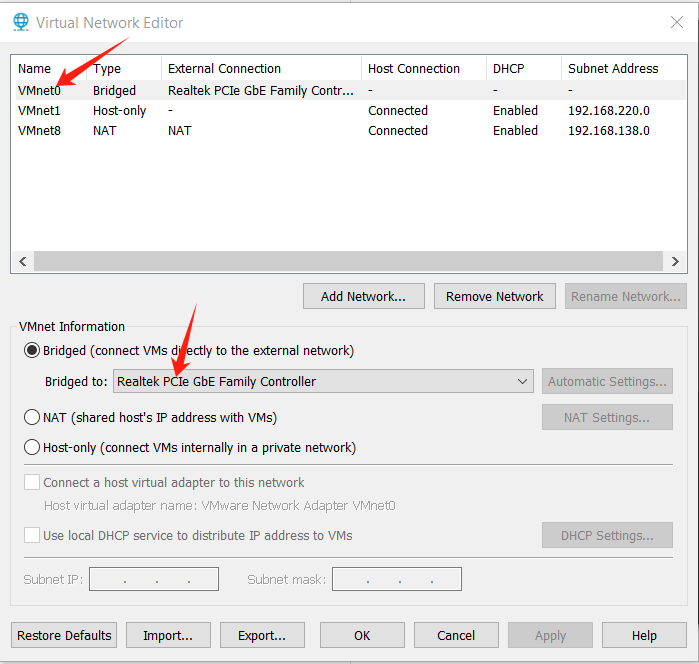 Virtual Network Editor
Name Type External Connection Host Connection DHCP Subnet Address
VMnet0 Bridged Realtek PCIe GbE Family Contr... - - -
VMnet1 Host-only - Connected Enabled 192.168.220.0
VMnet8 NAT NAT Connected Enabled 192.168.138.0
Add Network... Remove Network Rename Network...
VMnet Information
Bridged (connect VMs directly to the external network)
Bridged to: Realtek PCIe GbE Family Controller Automatic Settings...
NAT (shared host's IP address with VMs) NAT Settings...
Host-only (connect VMs internally in a private network)
Connect a host virtual adapter to this network
Host virtual adapter name: VMware Network Adapter VMnet0
Use local DHCP service to distribute IP address to VMs DHCP Settings...
Subnet IP: . . . Subnet mask: . . .
Restore Defaults Import... Export... OK Cancel Apply Help